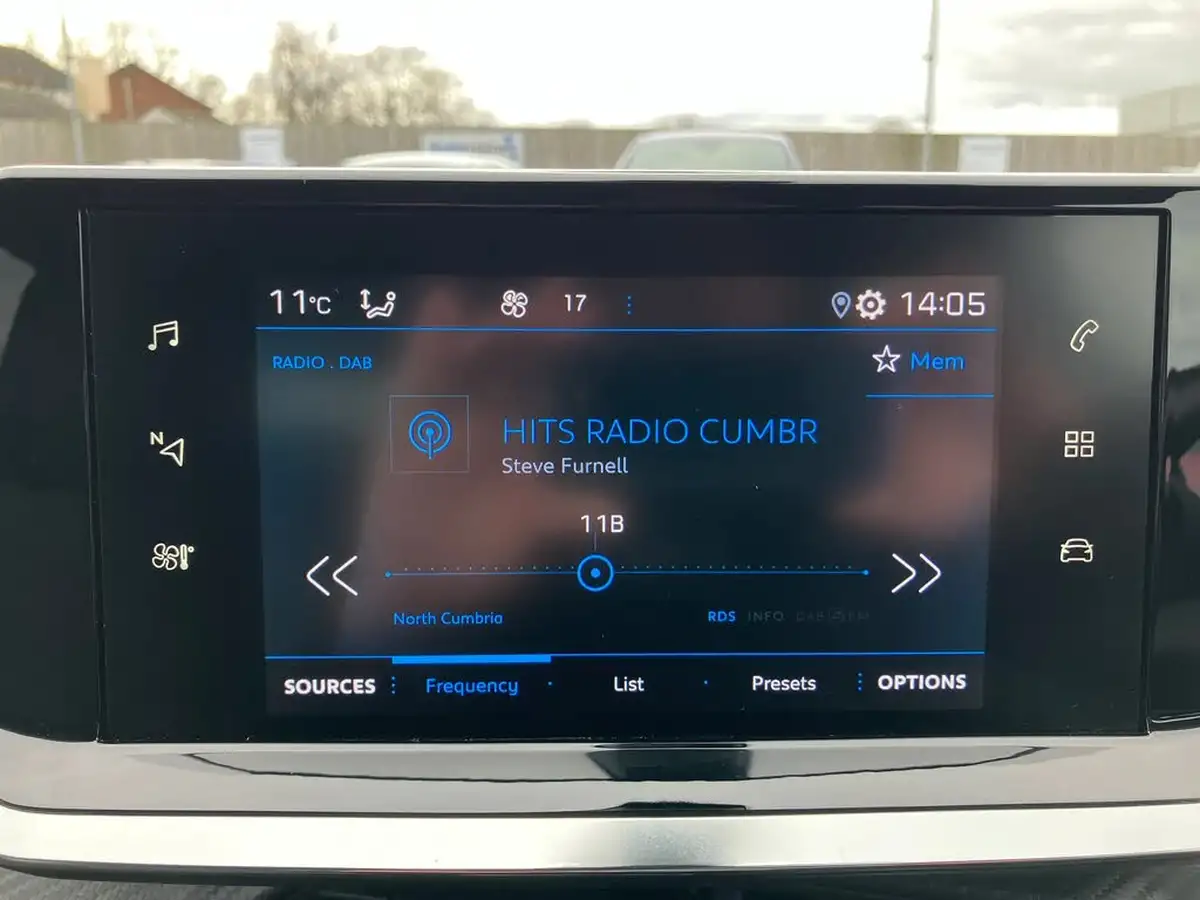 11°C 17 14:05
RADIO . DAB
Mem
HITS RADIO CUMBR
Steve Furnell
11B
N
North Cumbria
RDS INFO
SOURCES Frequency List Presets OPTIONS